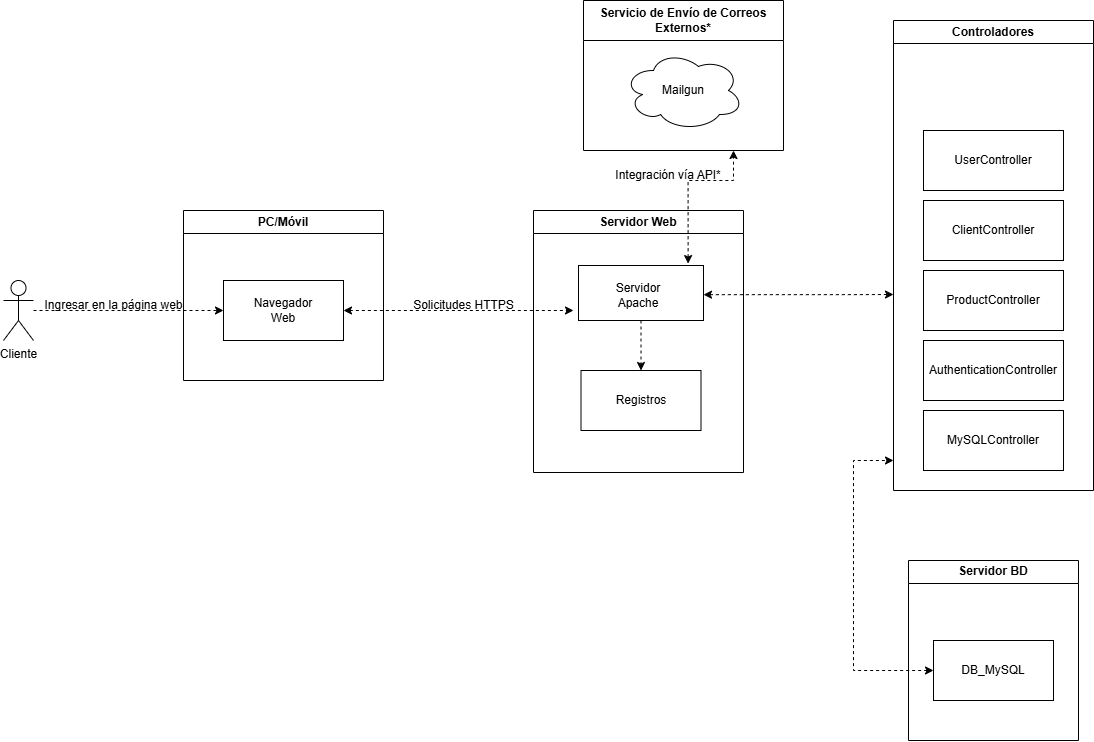 Servicio de Envío de Correos
Externos*
Mailgun
Controladores
UserController
ClientController
ProductController
AuthenticationController
MySQLController
Integración vía API*
PC/Móvil
Navegador
Web
Servidor Web
Servidor
Apache
Registros
Ingresar en la página web
Solicitudes HTTPS
Cliente
Servidor BD
DB_MySQL